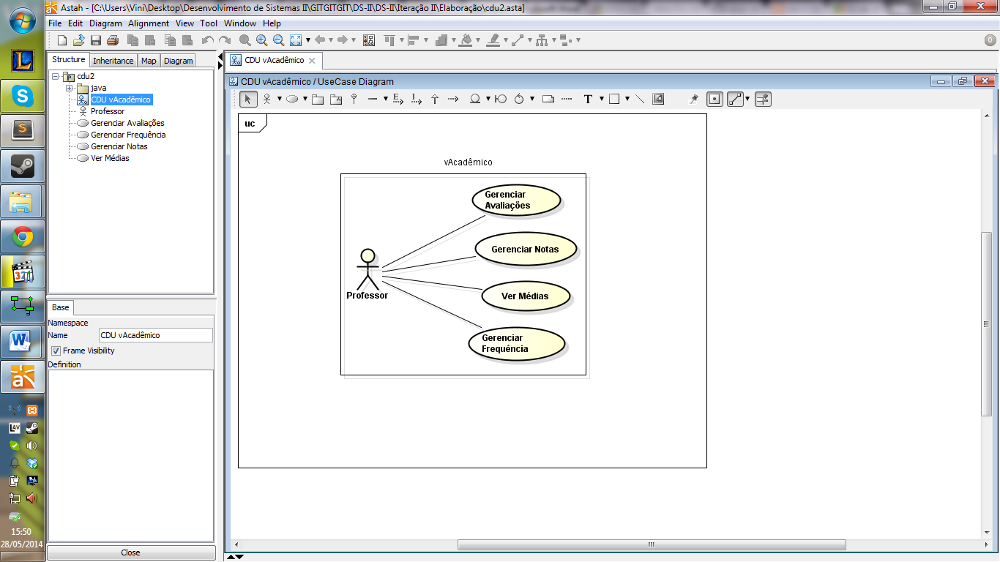 Astah - [C:\Users\Vini\Desktop\Desenvolvimento de Sistemas II\GITGITGIT\DS-II\DS-II\Iteração II\Elaboração\cdu2.asta]
File Edit Diagram Alignment View Tool Window Help
0
Structure Inheritance Map Diagram
CDU vAcadêmico
cdu2
java
CDU vAcadêmico
Professor
Gerenciar Avaliações
Gerenciar Frequência
Gerenciar Notas
Ver Médias
CDU vAcadêmico / UseCase Diagram
T
uc
vAcadêmico
Gerenciar
Avaliações
Gerenciar Notas
Ver Médias
Gerenciar
Frequência
Professor
Base
Namespace
Name CDU vAcadêmico
Frame Visibility
Definition
Close
LAV
15:50
28/05/2014